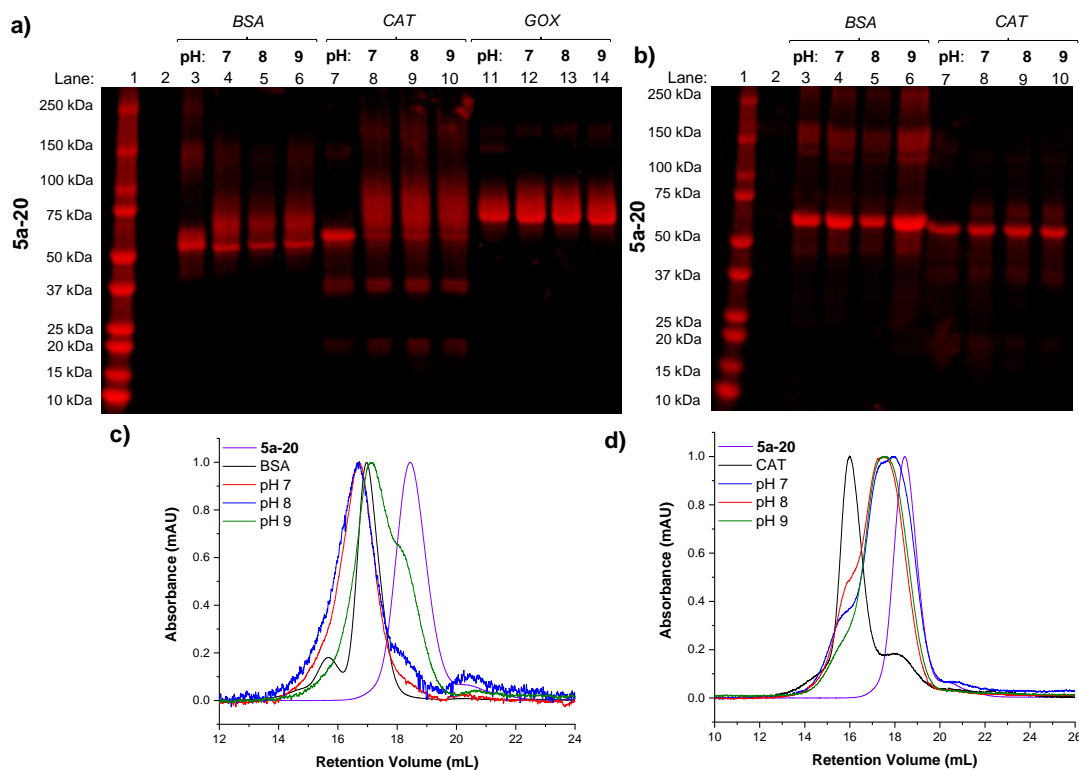 a)
BSA CAT GOX
pH: 7 8 9 pH: 7 8 9 pH: 7 8 9
Lane: 1 2 3 4 5 6 7 8 9 10 11 12 13 14
250 kDa
150 kDa
100 kDa
75 kDa
50 kDa
37 kDa
25 kDa
20 kDa
15 kDa
10 kDa
5a-20
b)
BSA CAT
pH: 7 8 9 pH: 7 8 9
Lane: 1 2 3 4 5 6 7 8 9 10
250 kDa
150 kDa
100 kDa
75 kDa
50 kDa
37 kDa
25 kDa
20 kDa
15 kDa
10 kDa
5a-20
c)
5a-20
BSA
pH 7
pH 8
pH 9
1.0
0.8
0.6
0.4
0.2
0.0
Absorbance (mAU)
12 14 16 18 20 22 24
Retention Volume (mL)
d)
5a-20
CAT
pH 7
pH 8
pH 9
1.0
0.8
0.6
0.4
0.2
0.0
Absorbance (mAU)
10 12 14 16 18 20 22 24 26
Retention Volume (mL)